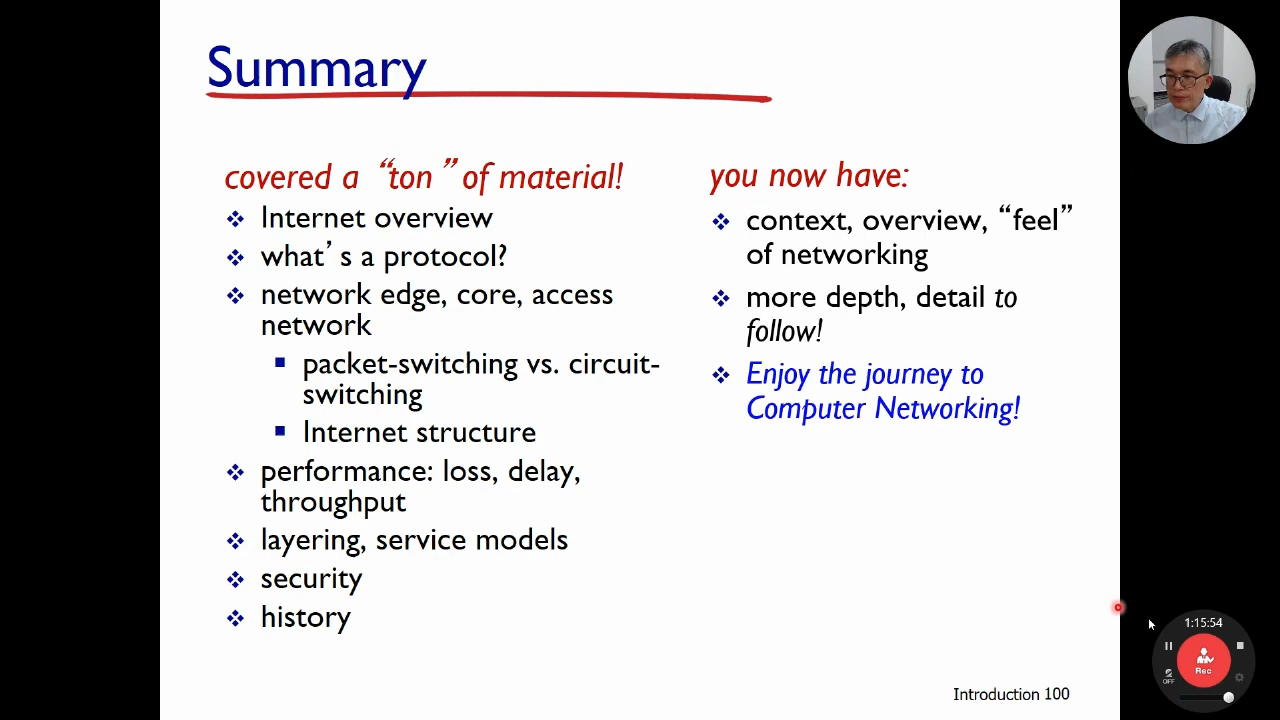 Summary
covered a “ton” of material!
Internet overview
what’s a protocol?
network edge, core, access
network
packet-switching vs. circuit-
switching
Internet structure
performance: loss, delay,
throughput
layering, service models
security
history
you now have:
context, overview, “feel”
of networking
more depth, detail to
follow!
Enjoy the journey to
Computer Networking!
Introduction 100
1:15:54
Rec
OFF